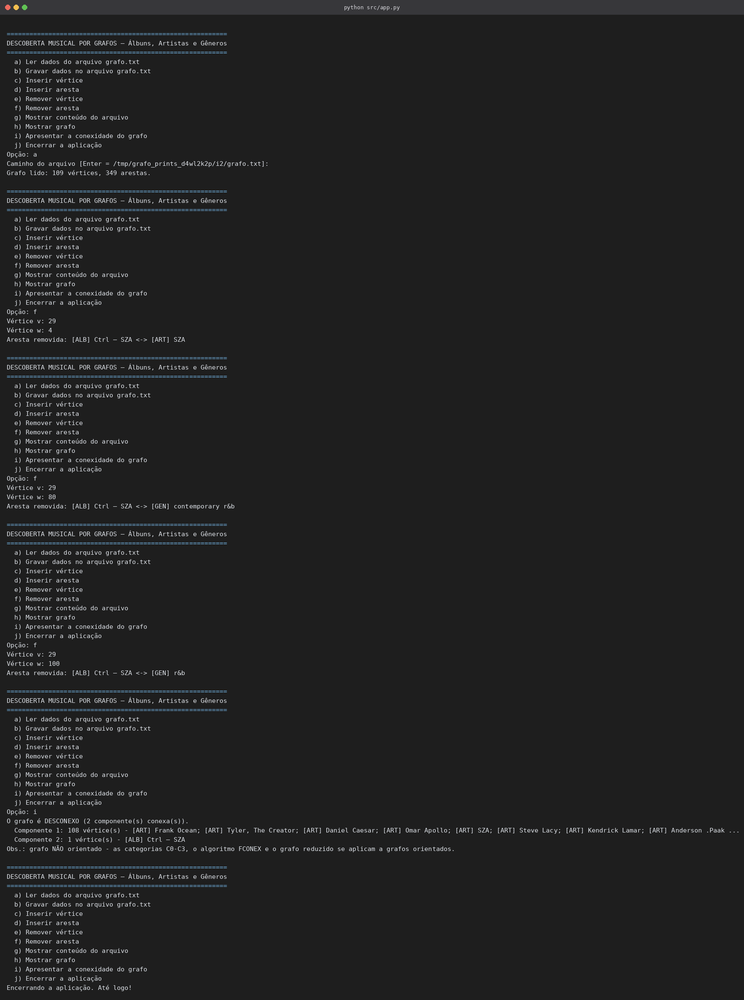 python src/app.py
==========================================================
DESCOBERTA MUSICAL POR GRAFOS — Álbuns, Artistas e Gêneros
==========================================================
  a) Ler dados do arquivo grafo.txt
  b) Gravar dados no arquivo grafo.txt
  c) Inserir vértice
  d) Inserir aresta
  e) Remover vértice
  f) Remover aresta
  g) Mostrar conteúdo do arquivo
  h) Mostrar grafo
  i) Apresentar a conexidade do grafo
  j) Encerrar a aplicação
Opção: a
Caminho do arquivo [Enter = /tmp/grafo_prints_d4wl2k2p/i2/grafo.txt]:
Grafo lido: 109 vértices, 349 arestas.
==========================================================
DESCOBERTA MUSICAL POR GRAFOS — Álbuns, Artistas e Gêneros
==========================================================
  a) Ler dados do arquivo grafo.txt
  b) Gravar dados no arquivo grafo.txt
  c) Inserir vértice
  d) Inserir aresta
  e) Remover vértice
  f) Remover aresta
  g) Mostrar conteúdo do arquivo
  h) Mostrar grafo
  i) Apresentar a conexidade do grafo
  j) Encerrar a aplicação
Opção: f
Vértice v: 29
Vértice w: 4
Aresta removida: [ALB] Ctrl — SZA <-> [ART] SZA
==========================================================
DESCOBERTA MUSICAL POR GRAFOS — Álbuns, Artistas e Gêneros
==========================================================
  a) Ler dados do arquivo grafo.txt
  b) Gravar dados no arquivo grafo.txt
  c) Inserir vértice
  d) Inserir aresta
  e) Remover vértice
  f) Remover aresta
  g) Mostrar conteúdo do arquivo
  h) Mostrar grafo
  i) Apresentar a conexidade do grafo
  j) Encerrar a aplicação
Opção: f
Vértice v: 29
Vértice w: 80
Aresta removida: [ALB] Ctrl — SZA <-> [GEN] contemporary r&b
==========================================================
DESCOBERTA MUSICAL POR GRAFOS — Álbuns, Artistas e Gêneros
==========================================================
  a) Ler dados do arquivo grafo.txt
  b) Gravar dados no arquivo grafo.txt
  c) Inserir vértice
  d) Inserir aresta
  e) Remover vértice
  f) Remover aresta
  g) Mostrar conteúdo do arquivo
  h) Mostrar grafo
  i) Apresentar a conexidade do grafo
  j) Encerrar a aplicação
Opção: f
Vértice v: 29
Vértice w: 100
Aresta removida: [ALB] Ctrl — SZA <-> [GEN] r&b
==========================================================
DESCOBERTA MUSICAL POR GRAFOS — Álbuns, Artistas e Gêneros
==========================================================
  a) Ler dados do arquivo grafo.txt
  b) Gravar dados no arquivo grafo.txt
  c) Inserir vértice
  d) Inserir aresta
  e) Remover vértice
  f) Remover aresta
  g) Mostrar conteúdo do arquivo
  h) Mostrar grafo
  i) Apresentar a conexidade do grafo
  j) Encerrar a aplicação
Opção: i
O grafo é DESCONEXO (2 componente(s) conexa(s)).
  Componente 1: 108 vértice(s) - [ART] Frank Ocean; [ART] Tyler, The Creator; [ART] Daniel Caesar; [ART] Omar Apollo; [ART] SZA; [ART] Steve Lacy; [ART] Kendrick Lamar; [ART] Anderson .Paak ...
  Componente 2: 1 vértice(s) - [ALB] Ctrl — SZA
Obs.: grafo NÃO orientado - as categorias C0-C3, o algoritmo FCONEX e o grafo reduzido se aplicam a grafos orientados.
==========================================================
DESCOBERTA MUSICAL POR GRAFOS — Álbuns, Artistas e Gêneros
==========================================================
  a) Ler dados do arquivo grafo.txt
  b) Gravar dados no arquivo grafo.txt
  c) Inserir vértice
  d) Inserir aresta
  e) Remover vértice
  f) Remover aresta
  g) Mostrar conteúdo do arquivo
  h) Mostrar grafo
  i) Apresentar a conexidade do grafo
  j) Encerrar a aplicação
Encerrando a aplicação. Até logo!